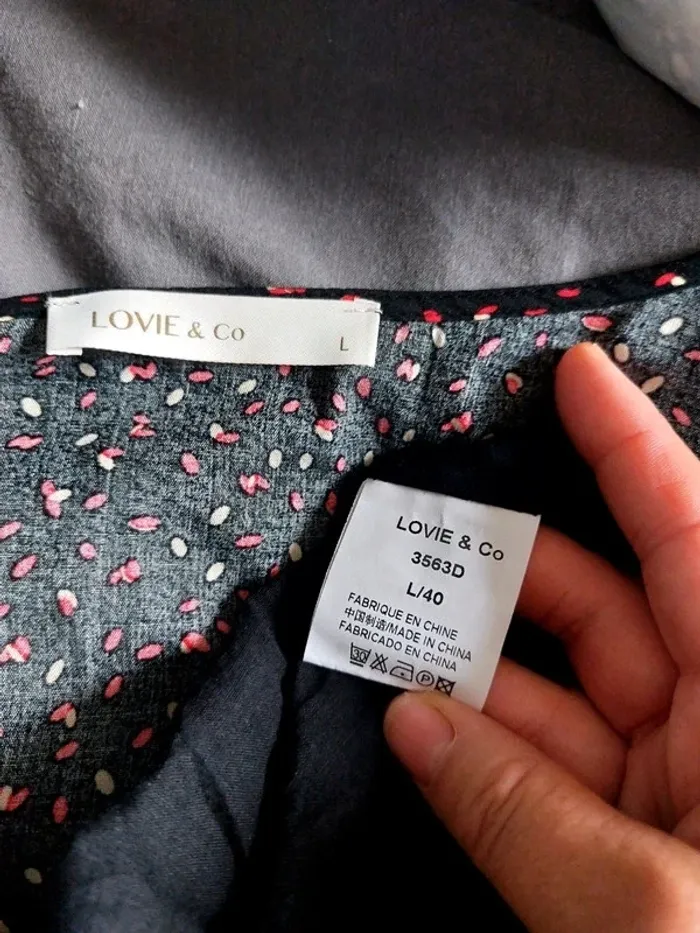 LOVIE & Co
L
LOVIE & Co
3563D
L/40
FABRIQUE EN CHINE
中国制造/MADE IN CHINA
FABRICADO EN CHINA
30 P